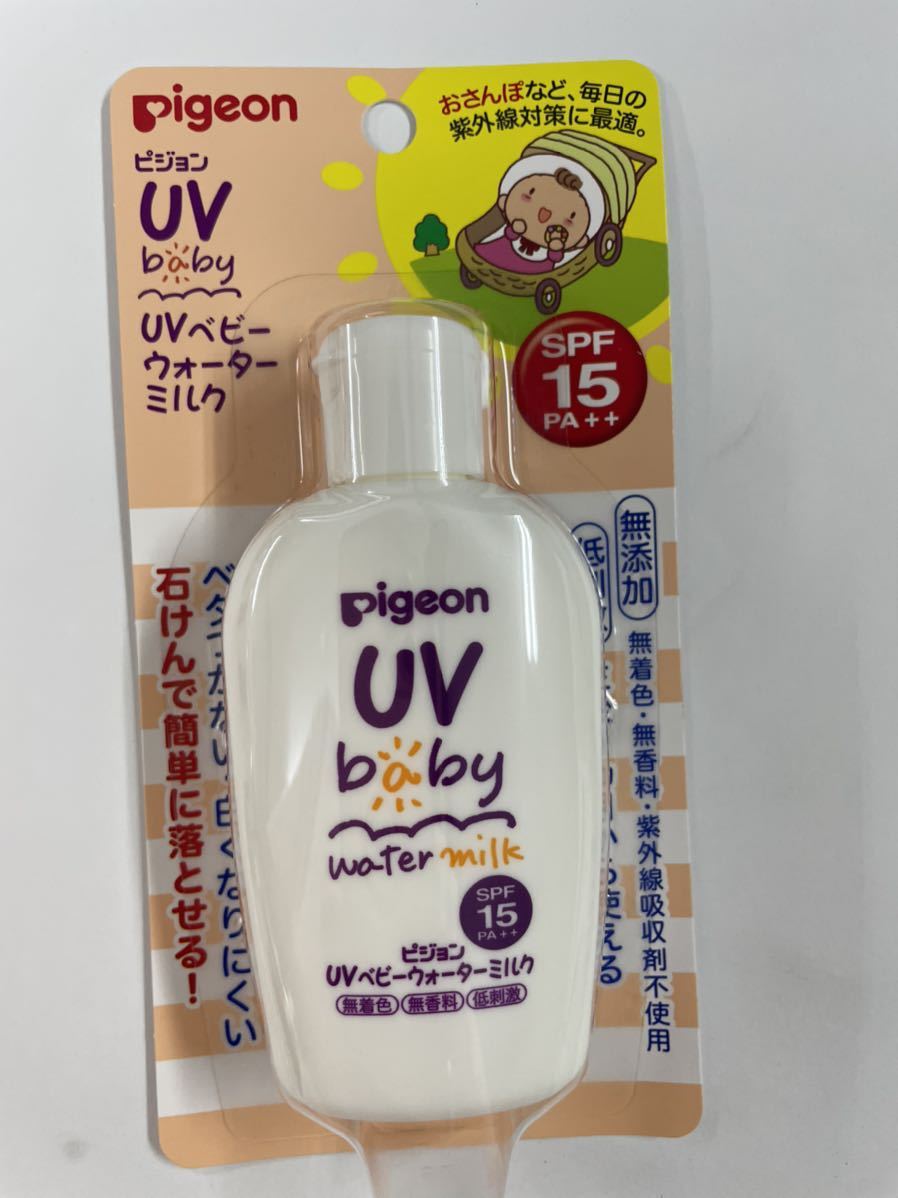 pigeon
ピジョン
UV
baby
UVベビー
ウォーター
ミルク
おさんぽなど、毎日の
紫外線対策に最適。
SPF
15
PA++
無添加 無着色・無香料・紫外線吸収剤不使用
使える
白くなりにくい
石けんで簡単に落とせる!
pigeon
UV
baby
water milk
SPF
15
PA++
ピジョン
UVベビーウォーターミルク
無着色 無香料 低刺激